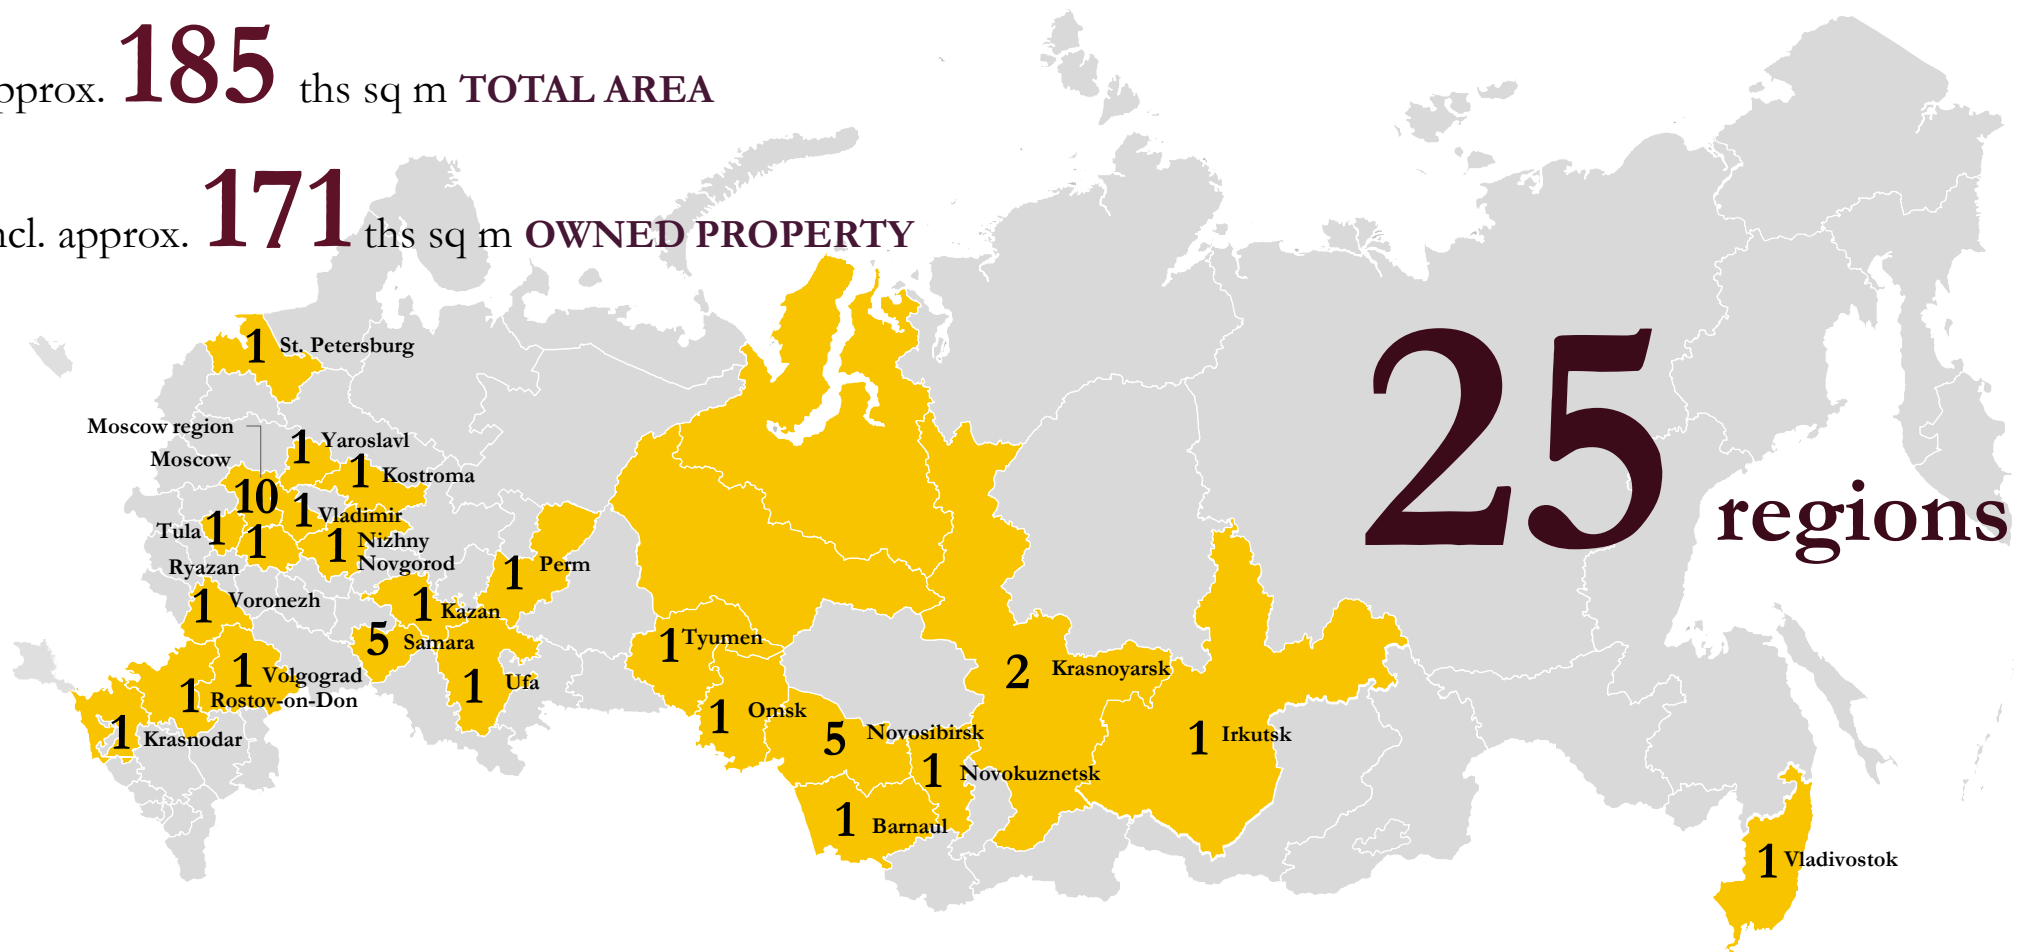 pprox. 185 ths sq m TOTAL AREA
ncl. approx. 171 ths sq m OWNED PROPERTY
25 regions
1 St. Petersburg
Moscow region
Moscow
10
1 Yaroslavl
1 Kostroma
1 Vladimir
Tula 1
1
Ryazan
1 Nizhny
Novgorod
1 Perm
1 Voronezh
1 Kazan
5 Samara
1 Ufa
1 Volgograd
1 Rostov-on-Don
1 Krasnodar
1 Tyumen
1 Omsk
5 Novosibirsk
1 Novokuznetsk
1 Barnaul
2 Krasnoyarsk
1 Irkutsk
1 Vladivostok